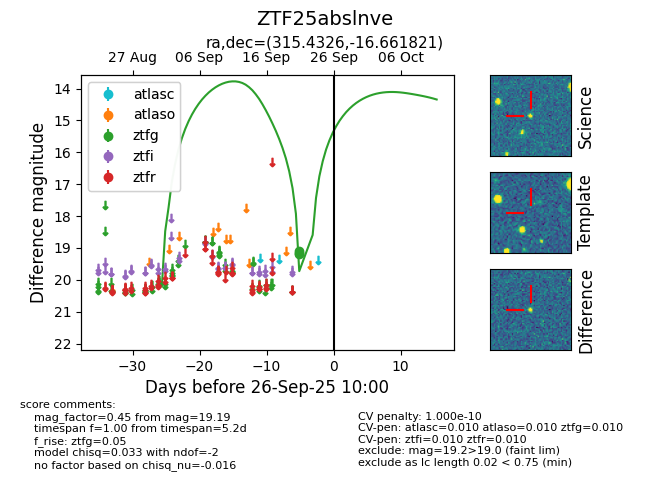 ZTF25abslnve
ra,dec=(315.4326,-16.661821)
27 Aug 06 Sep 16 Sep 26 Sep 06 Oct
atlasc
atlaso
ztfg
ztfi
ztfr
14
15
16
17
18
19
20
21
22
Difference magnitude
−30 −20 −10 0 10
Days before 26-Sep-25 10:00
Science
Template
Difference
score comments:
mag_factor=0.45 from mag=19.19
timespan f=1.00 from timespan=5.2d
f_rise: ztfg=0.05
model chisq=0.033 with ndof=-2
no factor based on chisq_nu=-0.016
CV penalty: 1.000e-10
CV-pen: atlasc=0.010 atlaso=0.010 ztfg=0.010
CV-pen: ztfi=0.010 ztfr=0.010
exclude: mag=19.2>19.0 (faint lim)
exclude as lc length 0.02 < 0.75 (min)